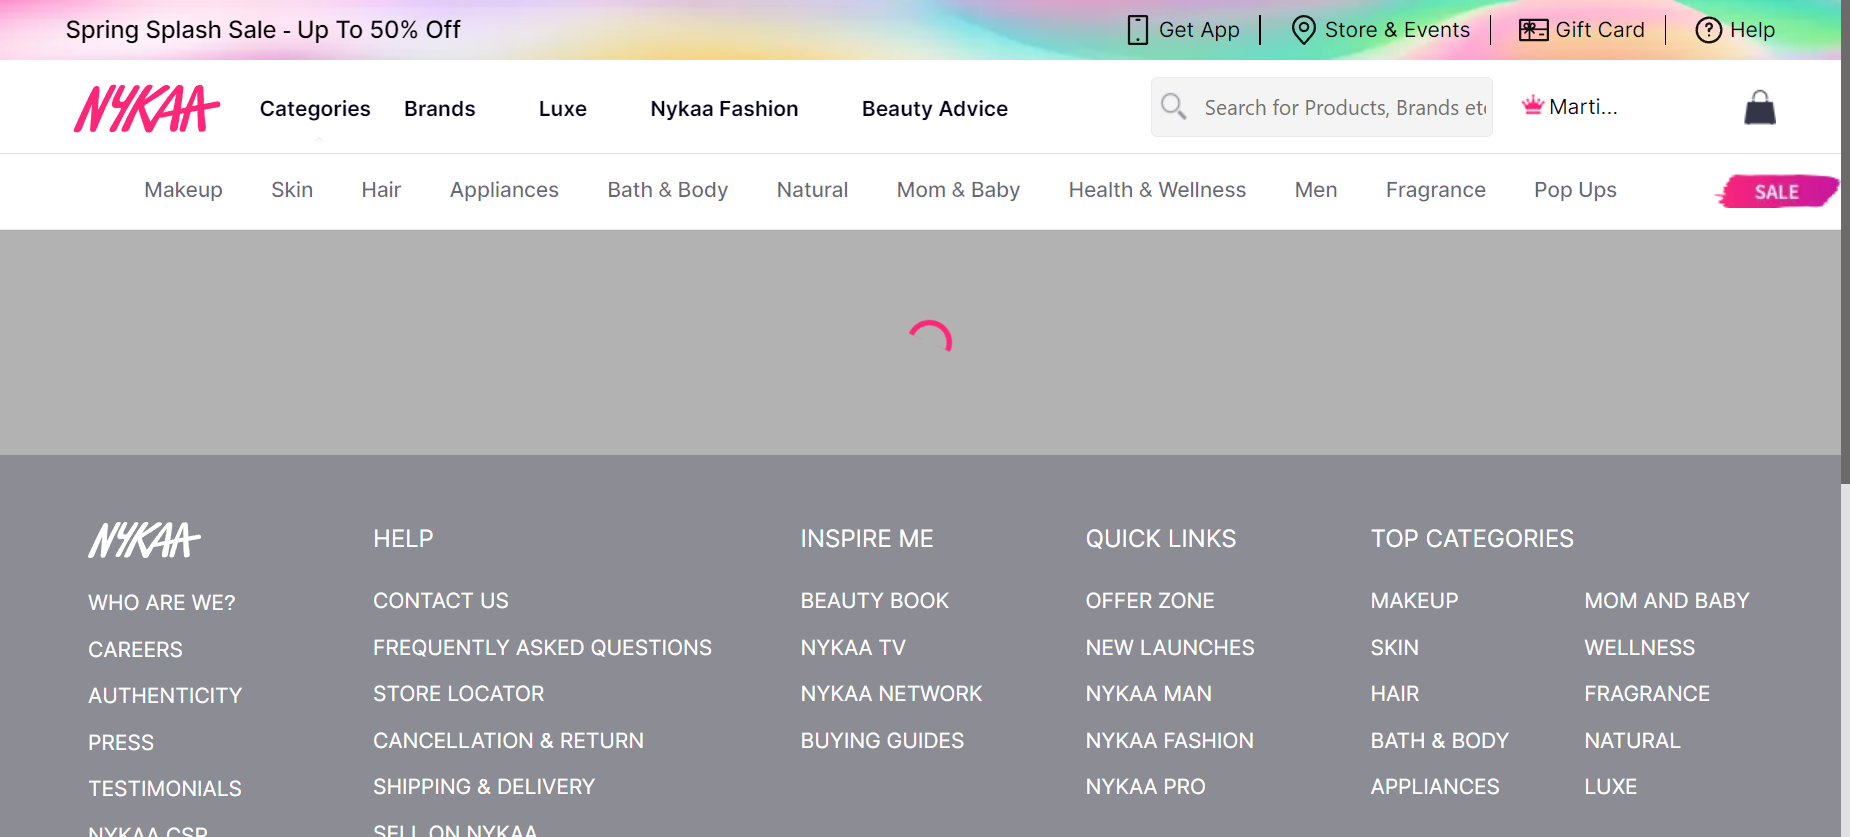 Spring Splash Sale - Up To 50% Off
Get App
Store & Events
Gift Card
Help
NYKAA
Categories
Brands
Luxe
Nykaa Fashion
Beauty Advice
Search for Products, Brands etc
Marti...
Makeup
Skin
Hair
Appliances
Bath & Body
Natural
Mom & Baby
Health & Wellness
Men
Fragrance
Pop Ups
SALE
NYKAA
WHO ARE WE?
CAREERS
AUTHENTICITY
PRESS
TESTIMONIALS
NYKAA CSR
HELP
CONTACT US
FREQUENTLY ASKED QUESTIONS
STORE LOCATOR
CANCELLATION & RETURN
SHIPPING & DELIVERY
SELL ON NYKAA
INSPIRE ME
BEAUTY BOOK
NYKAA TV
NYKAA NETWORK
BUYING GUIDES
QUICK LINKS
OFFER ZONE
NEW LAUNCHES
NYKAA MAN
NYKAA FASHION
NYKAA PRO
TOP CATEGORIES
MAKEUP
SKIN
HAIR
BATH & BODY
APPLIANCES
MOM AND BABY
WELLNESS
FRAGRANCE
NATURAL
LUXE